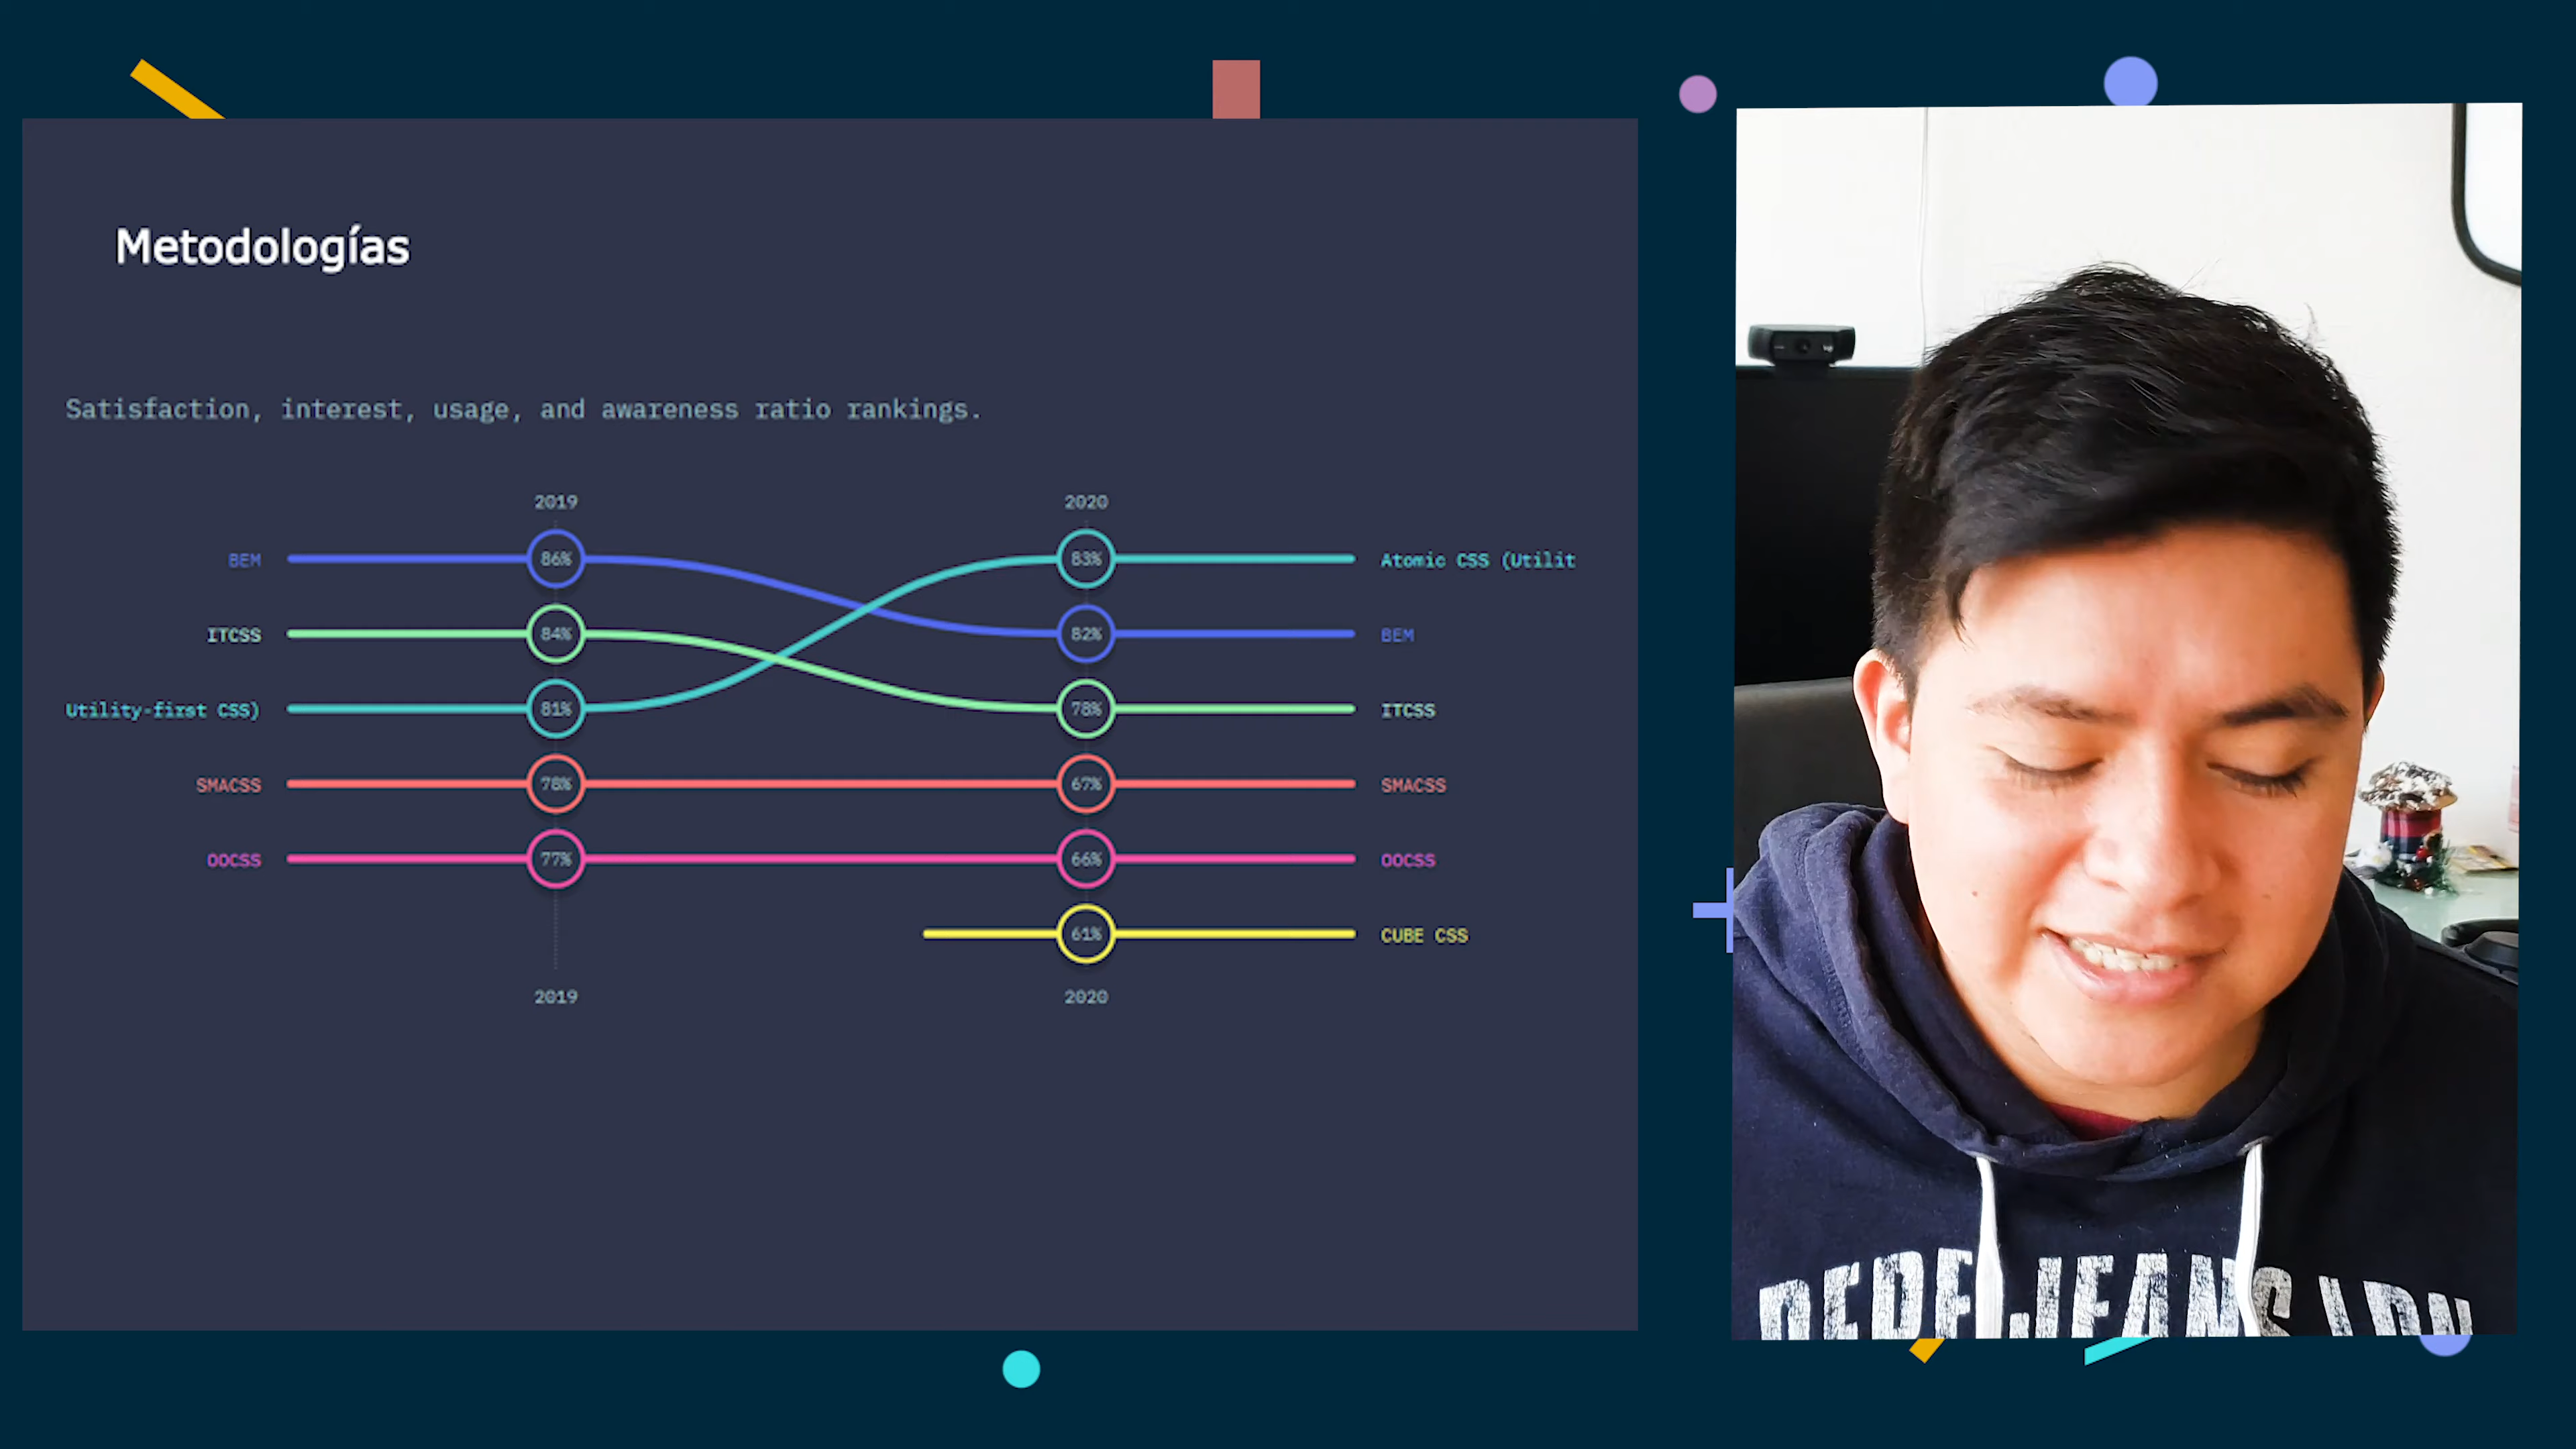 Metodologías
Satisfaction, interest, usage, and awareness ratio rankings.
2019 2020
BEM 86% 83% Atomic CSS (Utilit
ITCSS 84% 82% BEM
Utility-first CSS) 81% 78% ITCSS
SMACSS 78% 67% SMACSS
OOCSS 77% 66% OOCSS
61% CUBE CSS
2019 2020
JEANS